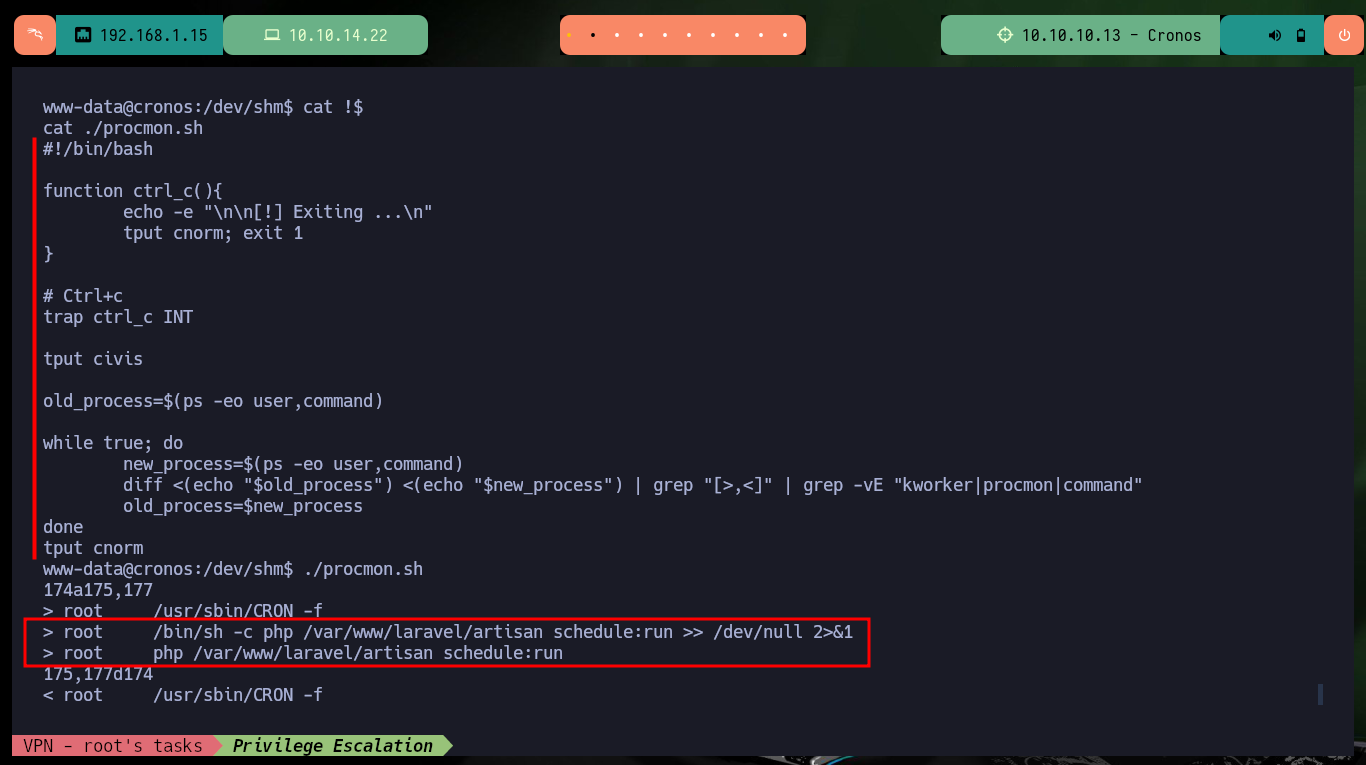 192.168.1.15 10.10.14.22 10.10.10.13 - Cronos
www-data@cronos:/dev/shm$ cat !$
cat ./procmon.sh
#!/bin/bash
function ctrl_c(){
        echo -e "\n\n[!] Exiting ...\n"
        tput cnorm; exit 1
}
# Ctrl+c
trap ctrl_c INT
tput civis
old_process=$(ps -eo user,command)
while true; do
        new_process=$(ps -eo user,command)
        diff <(echo "$old_process") <(echo "$new_process") | grep "[>,<]" | grep -vE "kworker|procmon|command"
        old_process=$new_process
done
tput cnorm
www-data@cronos:/dev/shm$ ./procmon.sh
174a175,177
> root     /usr/sbin/CRON -f
> root     /bin/sh -c php /var/www/laravel/artisan schedule:run >> /dev/null 2>&1
> root     php /var/www/laravel/artisan schedule:run
175,177d174
< root     /usr/sbin/CRON -f
VPN - root's tasks Privilege Escalation